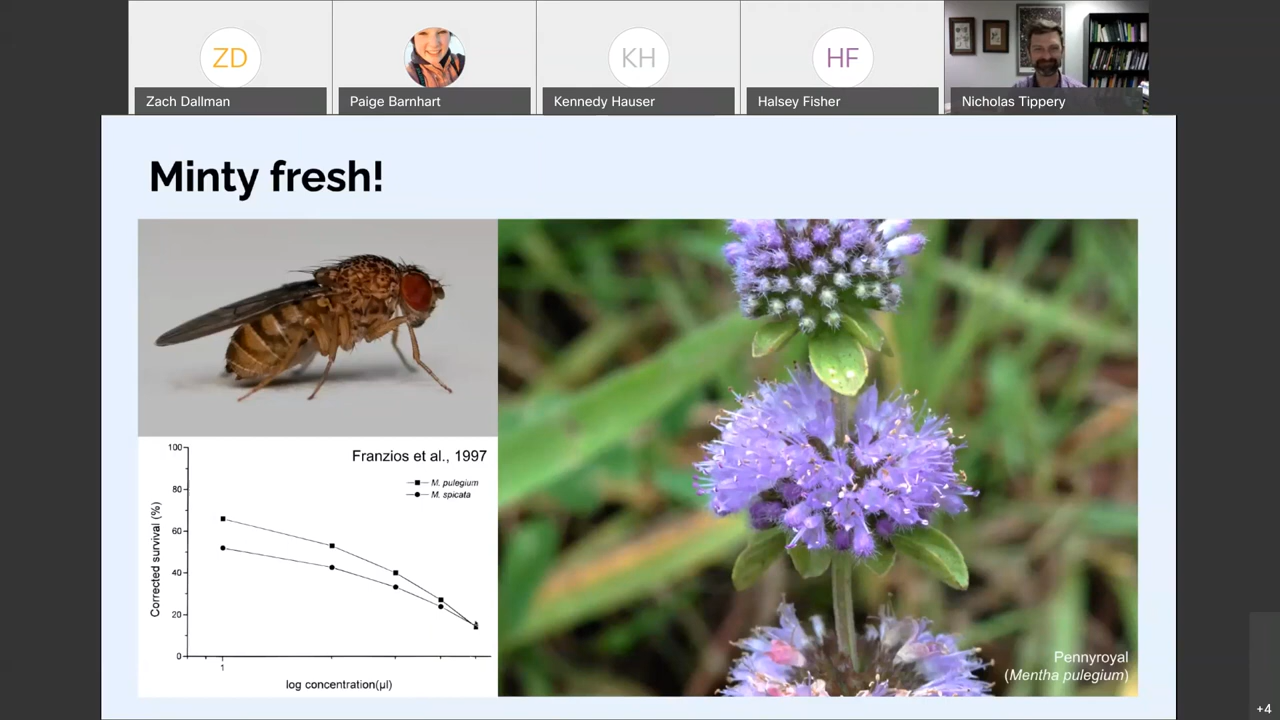 ZD
Zach Dallman
Paige Barnhart
KH
Kennedy Hauser
HF
Halsey Fisher
Nicholas Tippery
Minty fresh!
Franzios et al., 1997
M. pulegium
M. spicata
Corrected survival (%)
100
80
60
40
20
0
1
log concentration(µl)
Pennyroyal
(Mentha pulegium)
+4